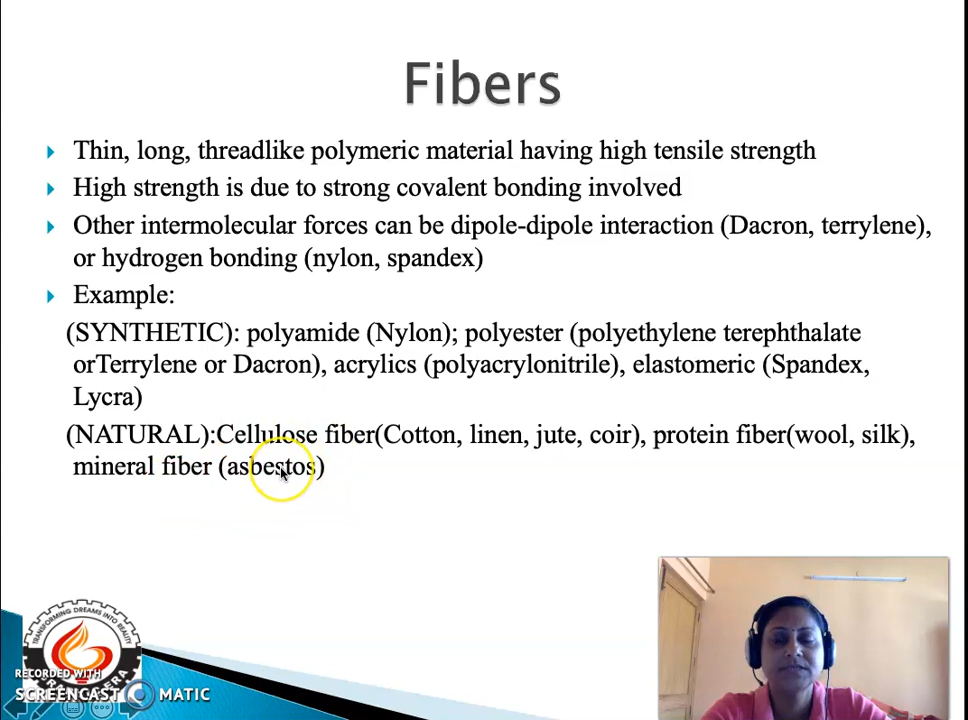 Fibers
Thin, long, threadlike polymeric material having high tensile strength
High strength is due to strong covalent bonding involved
Other intermolecular forces can be dipole-dipole interaction (Dacron, terrylene),
or hydrogen bonding (nylon, spandex)
Example:
(SYNTHETIC): polyamide (Nylon); polyester (polyethylene terephthalate
orTerrylene or Dacron), acrylics (polyacrylonitrile), elastomeric (Spandex,
Lycra)
(NATURAL):Cellulose fiber(Cotton, linen, jute, coir), protein fiber(wool, silk),
mineral fiber (asbestos)
TRANSFORMING DREAMS INTO REALITY
RECORDED WITH
SCREENCAST MATIC